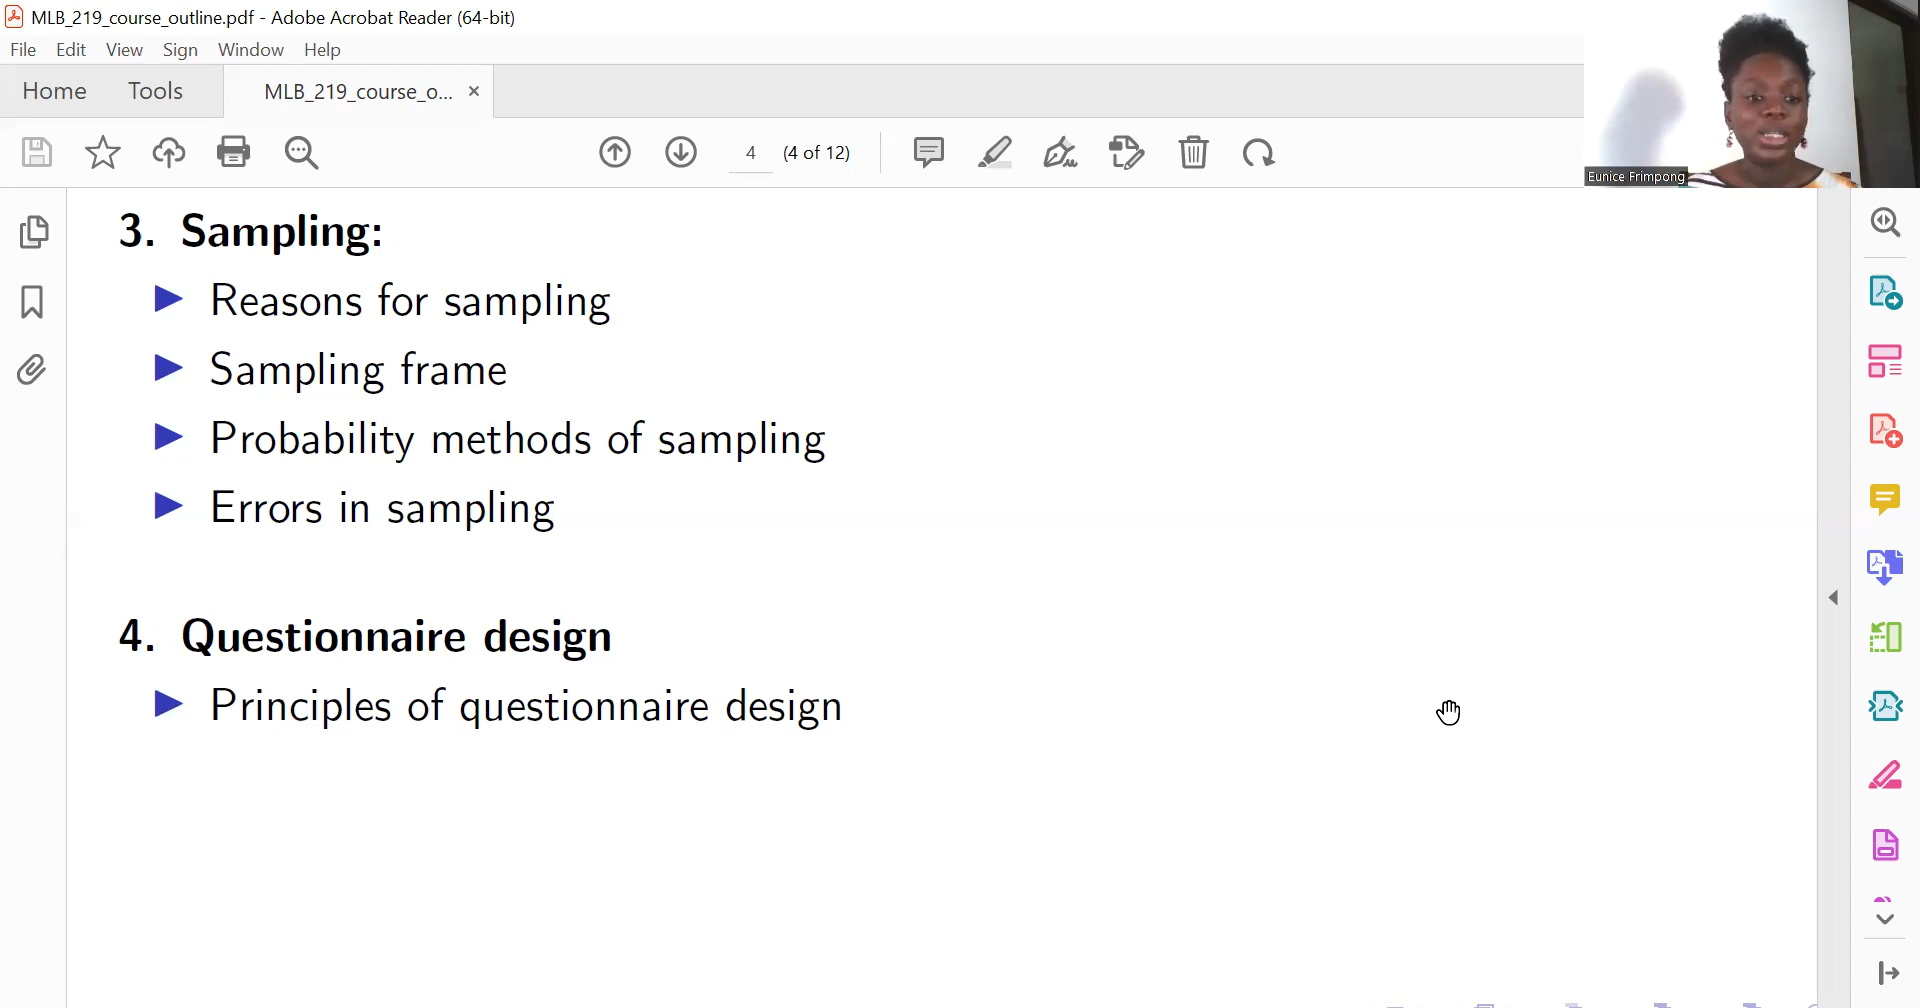 MLB_219_course_outline.pdf - Adobe Acrobat Reader (64-bit)
File Edit View Sign Window Help
Home Tools MLB_219_course_o... ×
4 (4 of 12)
Eunice Frimpong
3. Sampling:
▶ Reasons for sampling
▶ Sampling frame
▶ Probability methods of sampling
▶ Errors in sampling
4. Questionnaire design
▶ Principles of questionnaire design